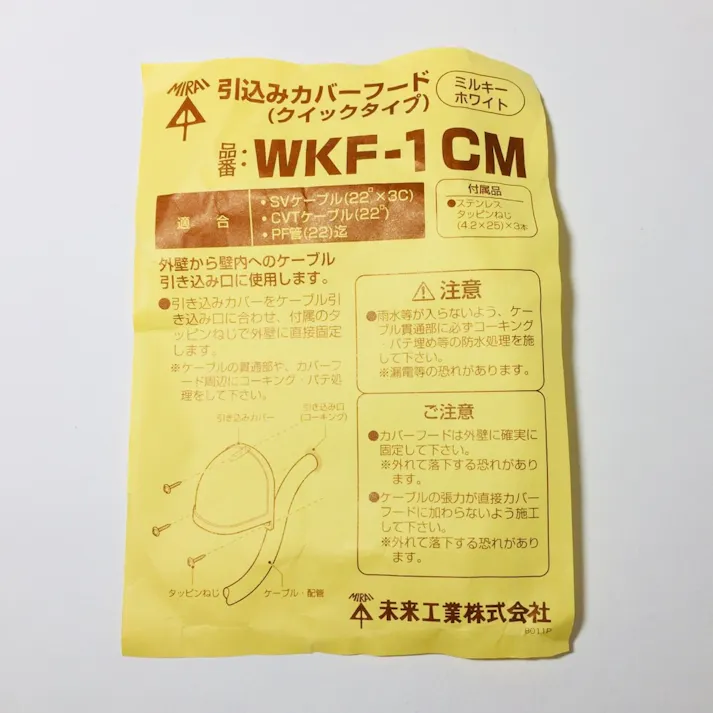 MIRAI
引込みカバーフード
(クイックタイプ)
ミルキー
ホワイト
品番: WKF-1CM
適合
・SVケーブル(22□×3C)
・CVTケーブル(22□)
・PF管(22)迄
付属品
●ステンレス
タッピンねじ
(4.2×25)×3本
外壁から壁内へのケーブル
引き込み口に使用します。
●引き込みカバーをケーブル引
き込み口に合わせ、付属のタ
ッピンねじで外壁に直接固定
します。
※ケーブルの貫通部や、カバーフ
ード周辺にコーキング・パテ処
理をして下さい。
⚠注意
●雨水等が入らないよう、ケー
ブル貫通部に必ずコーキング
・パテ埋め等の防水処理を施
して下さい。
※漏電等の恐れがあります。
ご注意
●カバーフードは外壁に確実に
固定して下さい。
※外れて落下する恐れがあり
ます。
●ケーブルの張力が直接カバー
フードに加わらないよう施工
して下さい。
※外れて落下する恐れがあり
ます。
引き込みカバー
引き込み口
(コーキング)
タッピンねじ
ケーブル・配管
MIRAI
未来工業株式会社